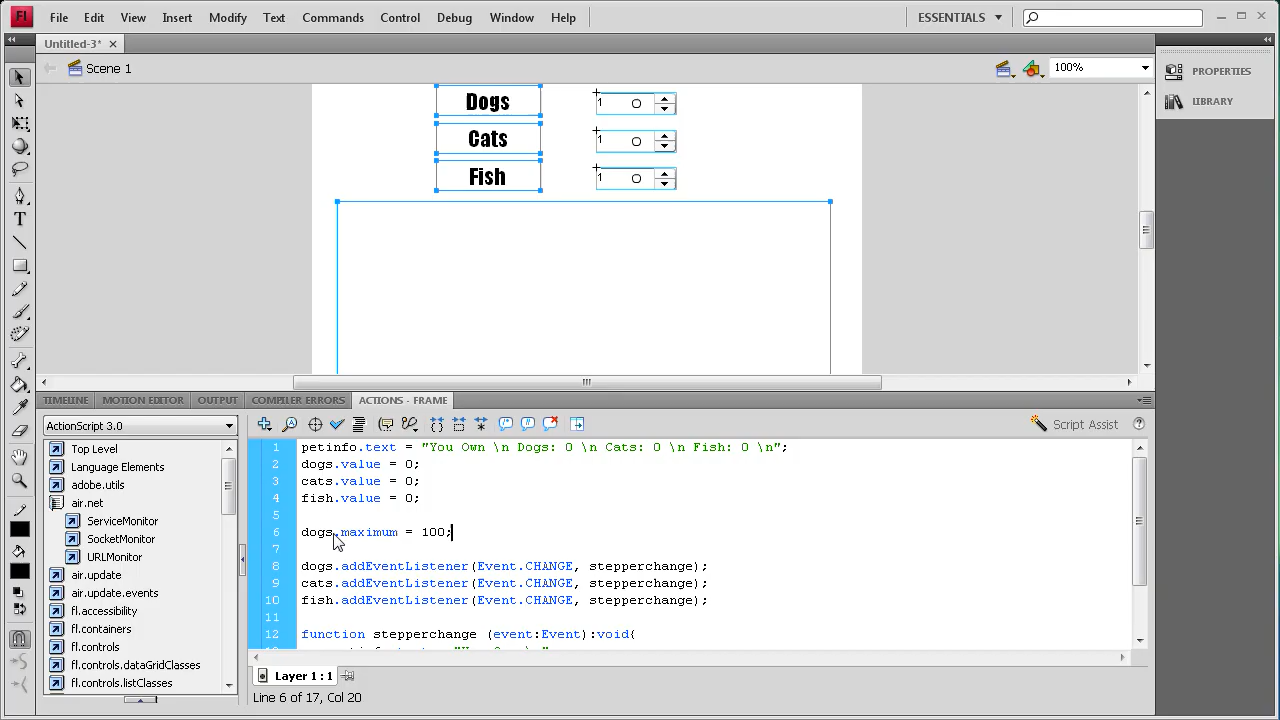 Fl File Edit View Insert Modify Text Commands Control Debug Window Help ESSENTIALS
Untitled-3*
Scene 1 100%
PROPERTIES
LIBRARY
Dogs 1
Cats 1
Fish 1
TIMELINE MOTION EDITOR OUTPUT COMPILER ERRORS ACTIONS - FRAME
ActionScript 3.0
Script Assist
Top Level
Language Elements
adobe.utils
air.net
ServiceMonitor
SocketMonitor
URLMonitor
air.update
air.update.events
fl.accessibility
fl.containers
fl.controls
fl.controls.dataGridClasses
fl.controls.listClasses
1 petinfo.text = "You Own \n Dogs: 0 \n Cats: 0 \n Fish: 0 \n";
2 dogs.value = 0;
3 cats.value = 0;
4 fish.value = 0;
5
6 dogs.maximum = 100;
7
8 dogs.addEventListener(Event.CHANGE, stepperchange);
9 cats.addEventListener(Event.CHANGE, stepperchange);
10 fish.addEventListener(Event.CHANGE, stepperchange);
11
12 function stepperchange (event:Event):void{
Layer 1 : 1
Line 6 of 17, Col 20